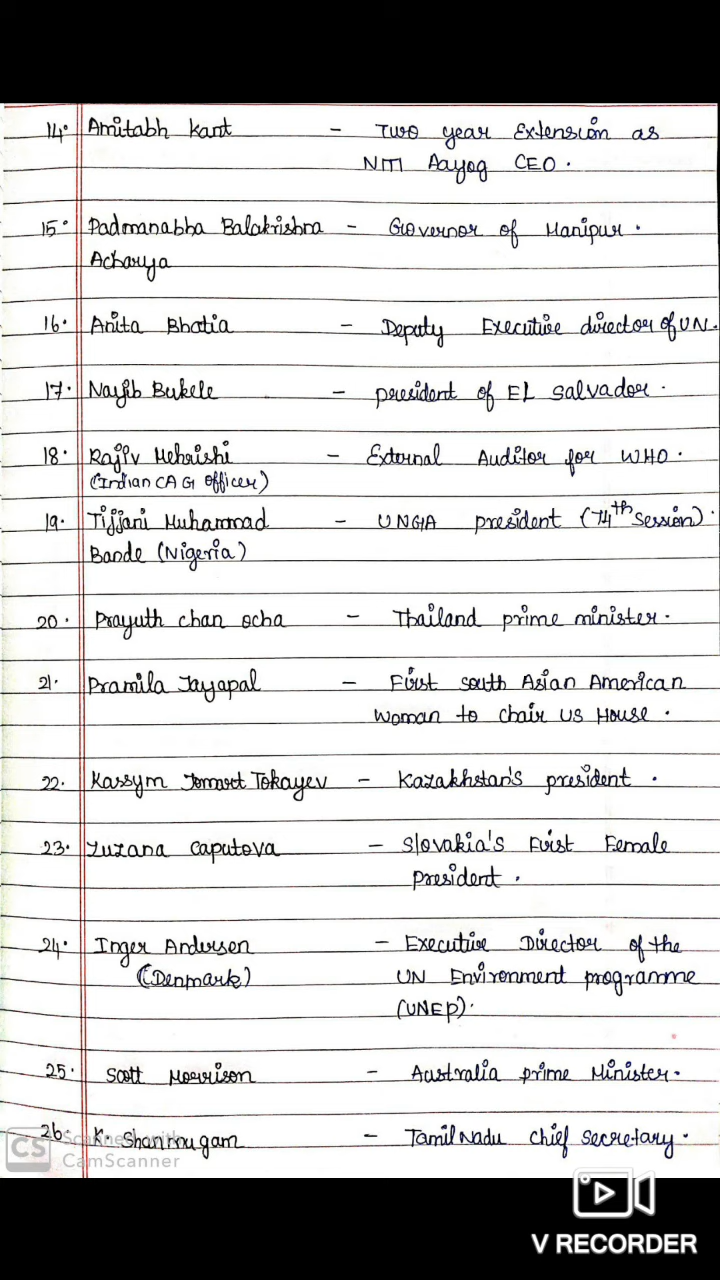 14. Amitabh Kant - Two year Extension as
NITI Aayog CEO.
15. Padmanabha Balakrishna - Governor of Manipur.
Acharya
16. Anita Bhatia - Deputy Executive director of UN.
17. Nayib Bukele - president of EL salvador.
18. Rajiv Mehrishi - External Auditor for WHO.
(Indian CAG officer)
19. Tijjani Muhammad - UNGA president (74th Session).
Bande (Nigeria)
20. Prayuth chan ocha - Thailand prime minister.
21. Pramila Jayapal - First south Asian American
woman to chair US House.
22. Kassym Jomart Tokayev - Kazakhstan's president.
23. Zuzana Caputova - Slovakia's First Female
President.
24. Inger Andersen - Executive Director of the
(Denmark) UN Environment programme
(UNEP).
25. Scott Morrison - Australia prime Minister.
26. K. Shanmugam - Tamil Nadu chief secretary.
CS Scanned with
CamScanner
V RECORDER